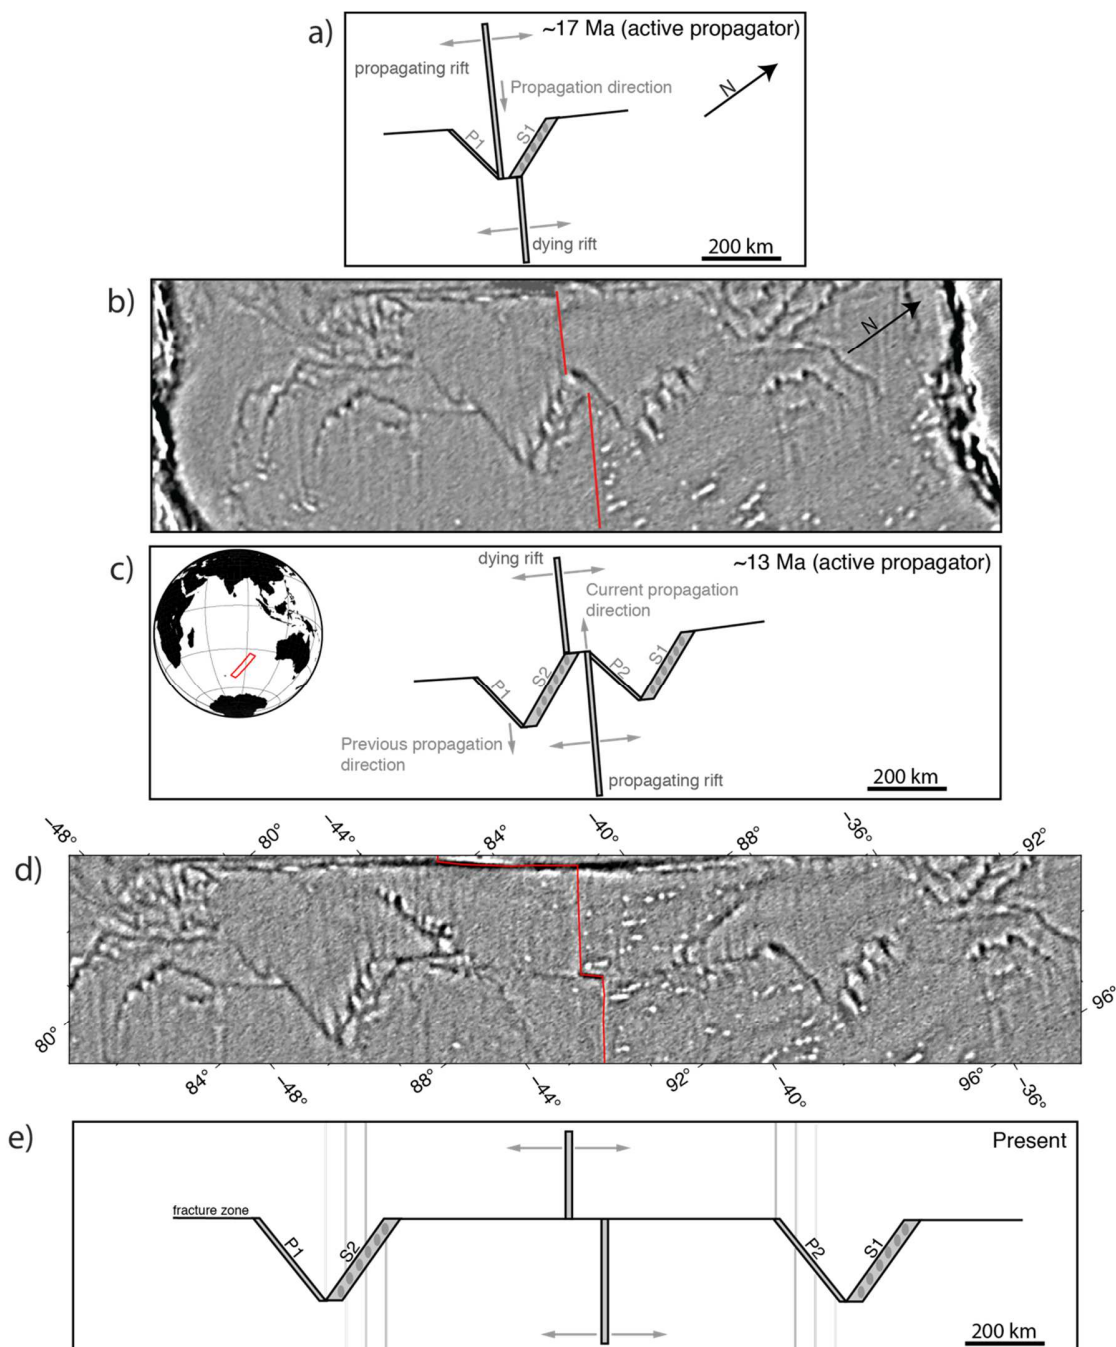 a)
~17 Ma (active propagator)
propagating rift
Propagation direction
N
P1
S1
dying rift
200 km
b)
N
c)
dying rift
~13 Ma (active propagator)
Current propagation
direction
P1
S2
P2
S1
Previous propagation
direction
propagating rift
200 km
d)
−48° 80° −44° 84° −40° 88° −36° 92°
80° 96°
84° −48° 88° −44° 92° −40° 96° −36°
e)
Present
fracture zone
P1
S2
P2
S1
200 km